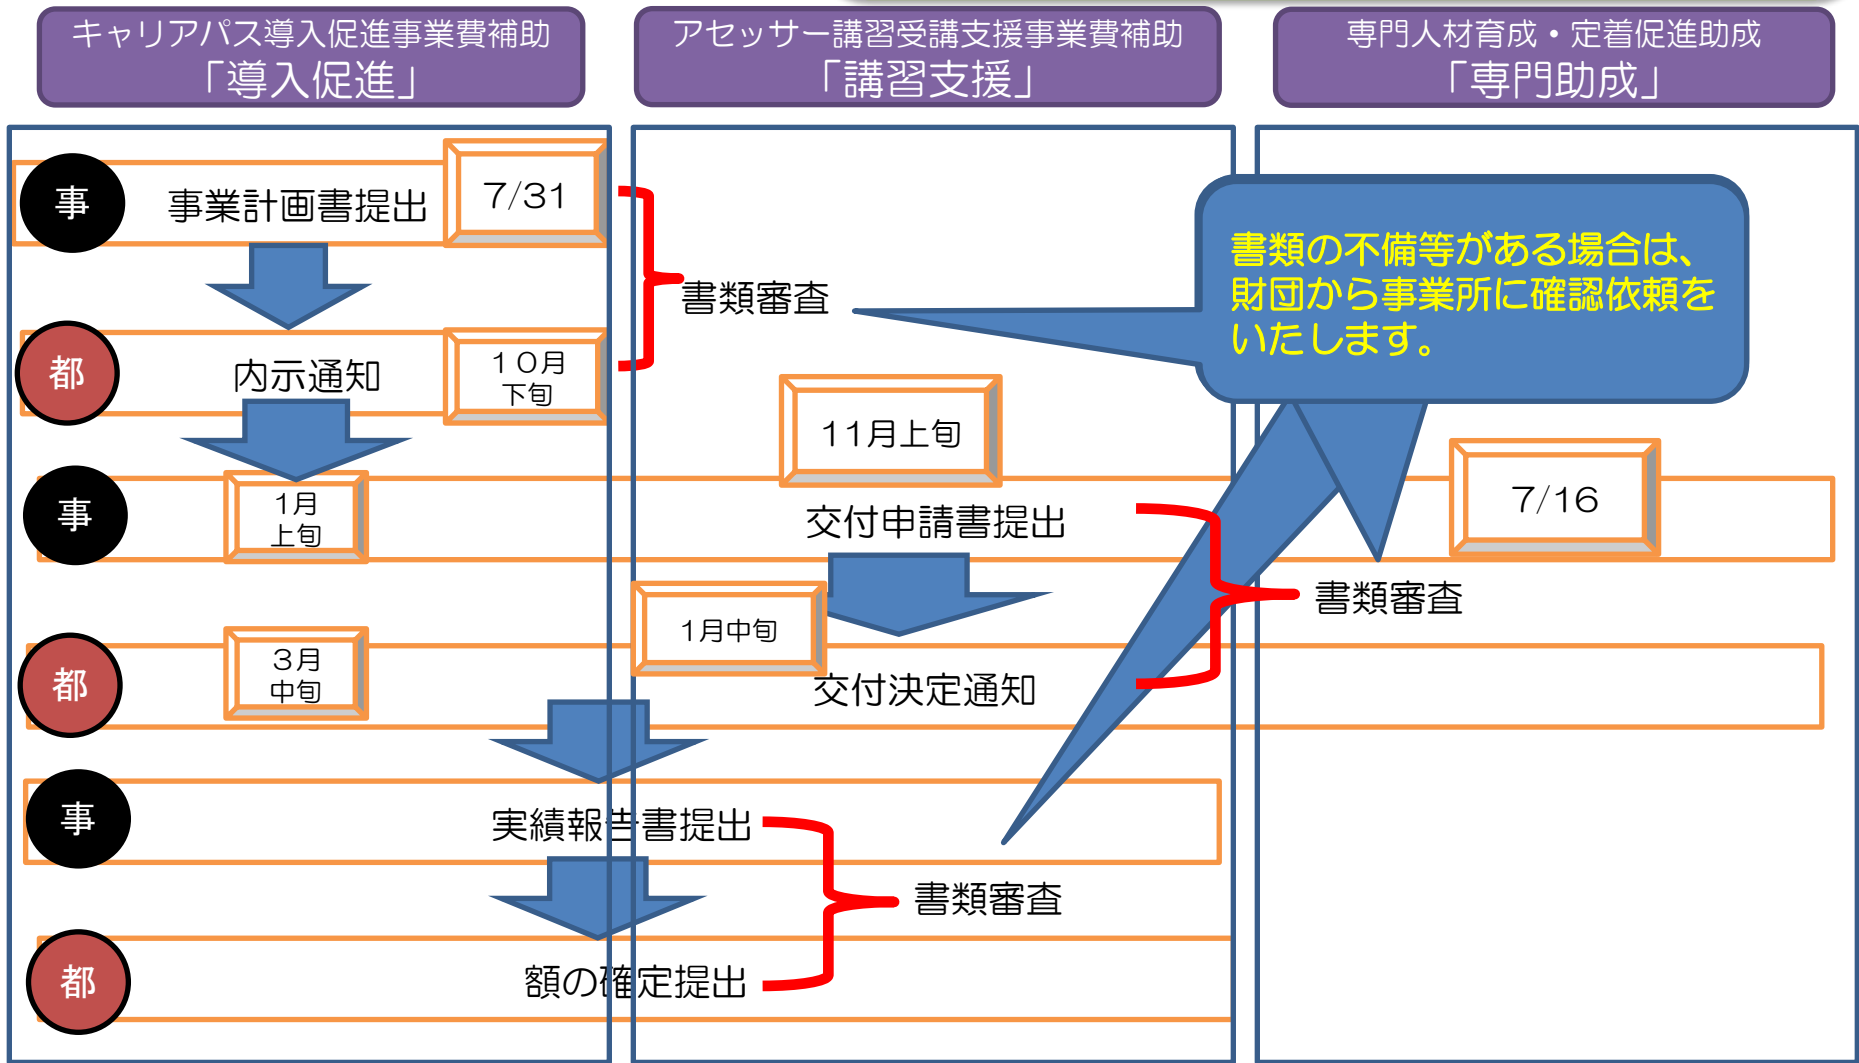 キャリアパス導入促進事業費補助
「導入促進」
アセッサー講習受講支援事業費補助
「講習支援」
専門人材育成・定着促進助成
「専門助成」
事
事業計画書提出
7/31
書類審査
書類の不備等がある場合は、
財団から事業所に確認依頼を
いたします。
都
内示通知
１０月
下旬
11月上旬
事
1月
上旬
交付申請書提出
7/16
書類審査
都
３月
中旬
1月中旬
交付決定通知
事
実績報告書提出
書類審査
都
額の確定提出